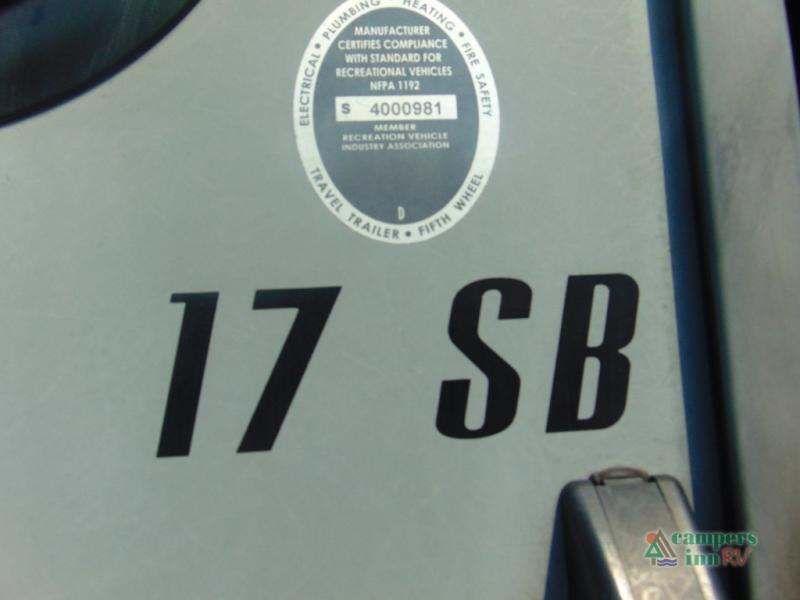 ELECTRICAL • PLUMBING • HEATING • FIRE SAFETY
MANUFACTURER
CERTIFIES COMPLIANCE
WITH STANDARD FOR
RECREATIONAL VEHICLES
NFPA 1192
S 4000981
MEMBER
RECREATION VEHICLE
INDUSTRY ASSOCIATION
D
TRAVEL TRAILER • FIFTH WHEEL
17 SB
campers
inn RV